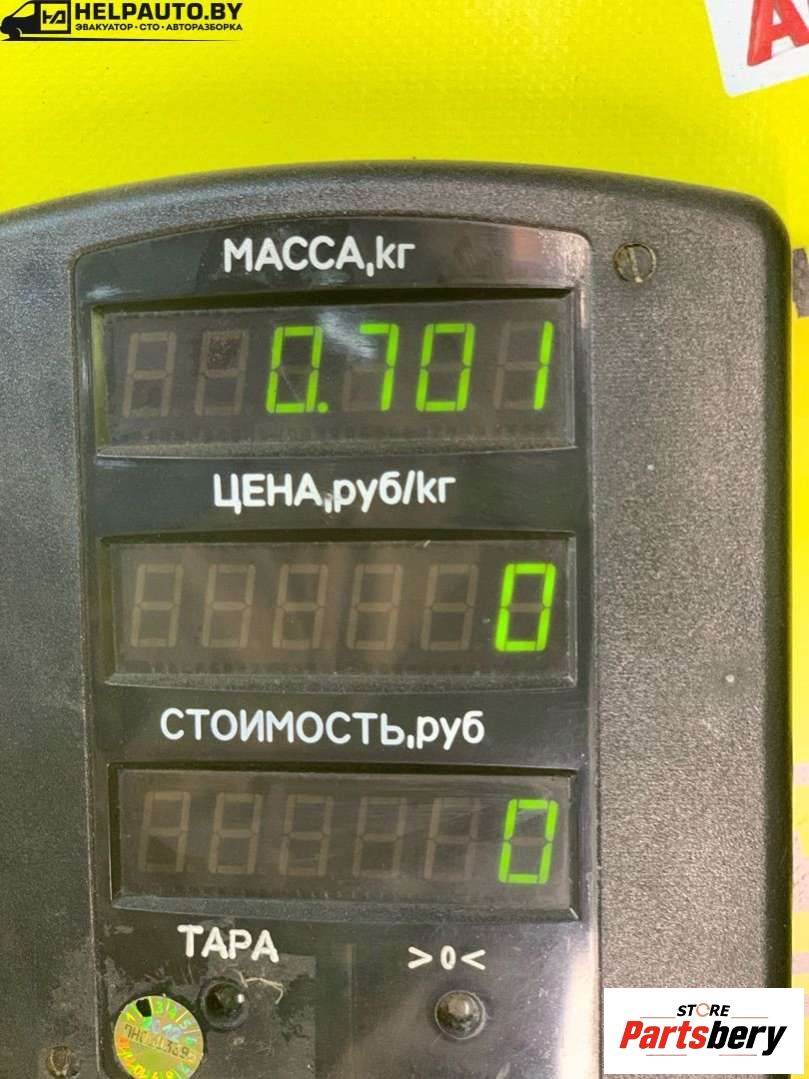 HELPAUTO.BY
ЭВАКУАТОР • СТО • АВТОРАЗБОРКА
А
МАССА,кг
0.701
ЦЕНА,руб/кг
0
СТОИМОСТЬ,руб
0
ТАРА
>0<
STORE
Partsbery